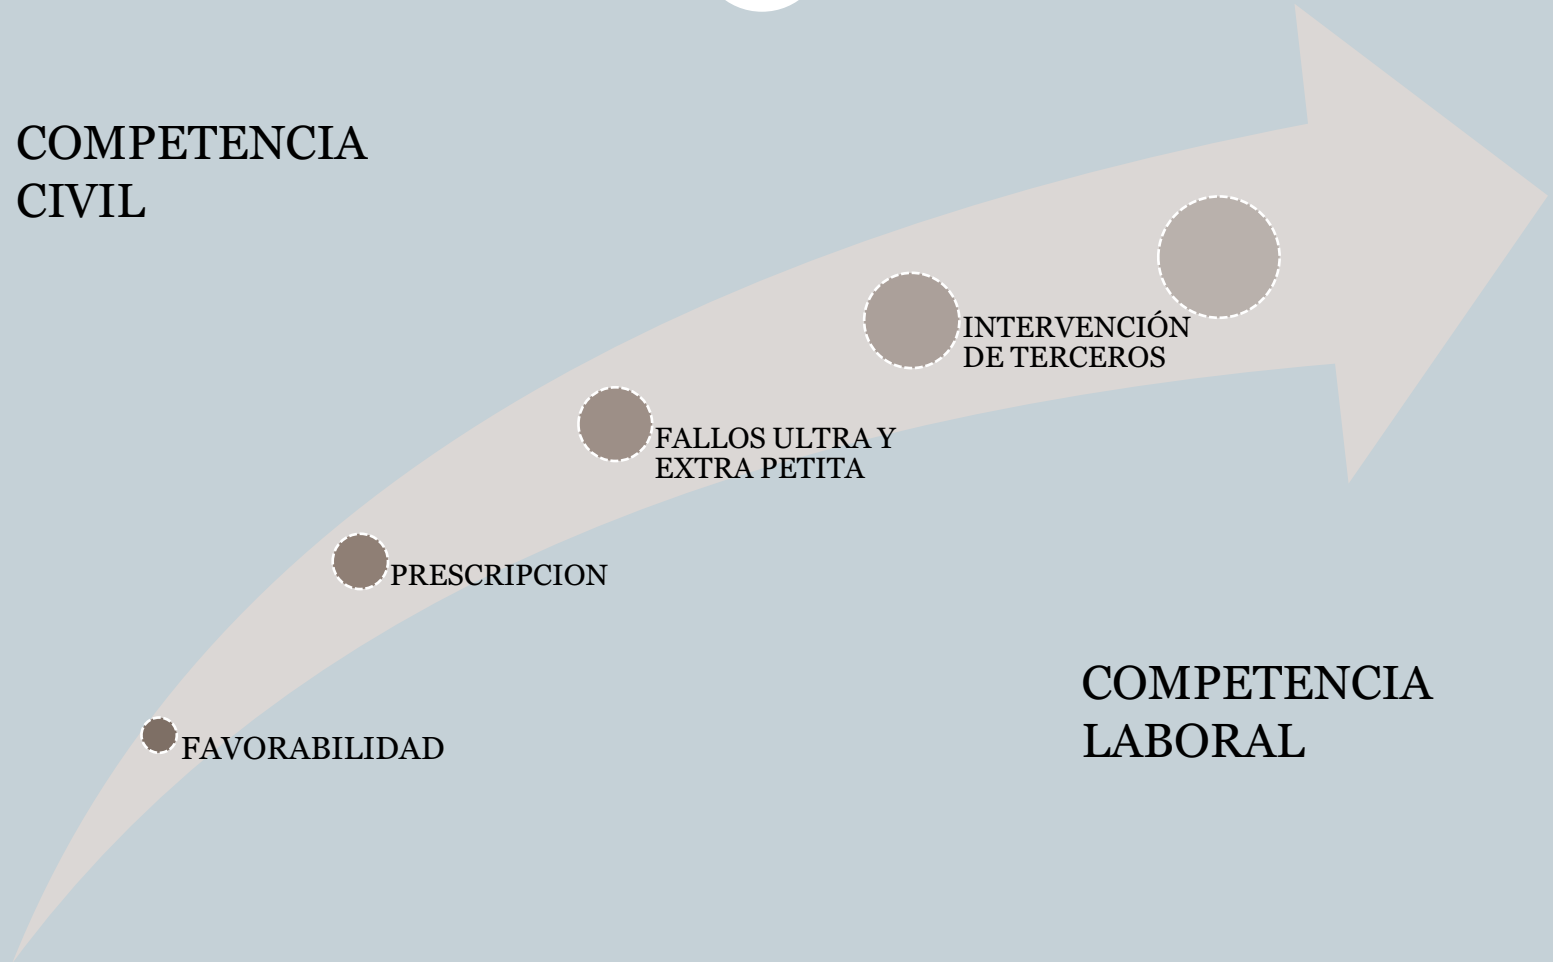 COMPETENCIA
CIVIL
INTERVENCIÓN
DE TERCEROS
FALLOS ULTRA Y
EXTRA PETITA
PRESCRIPCION
FAVORABILIDAD
COMPETENCIA
LABORAL